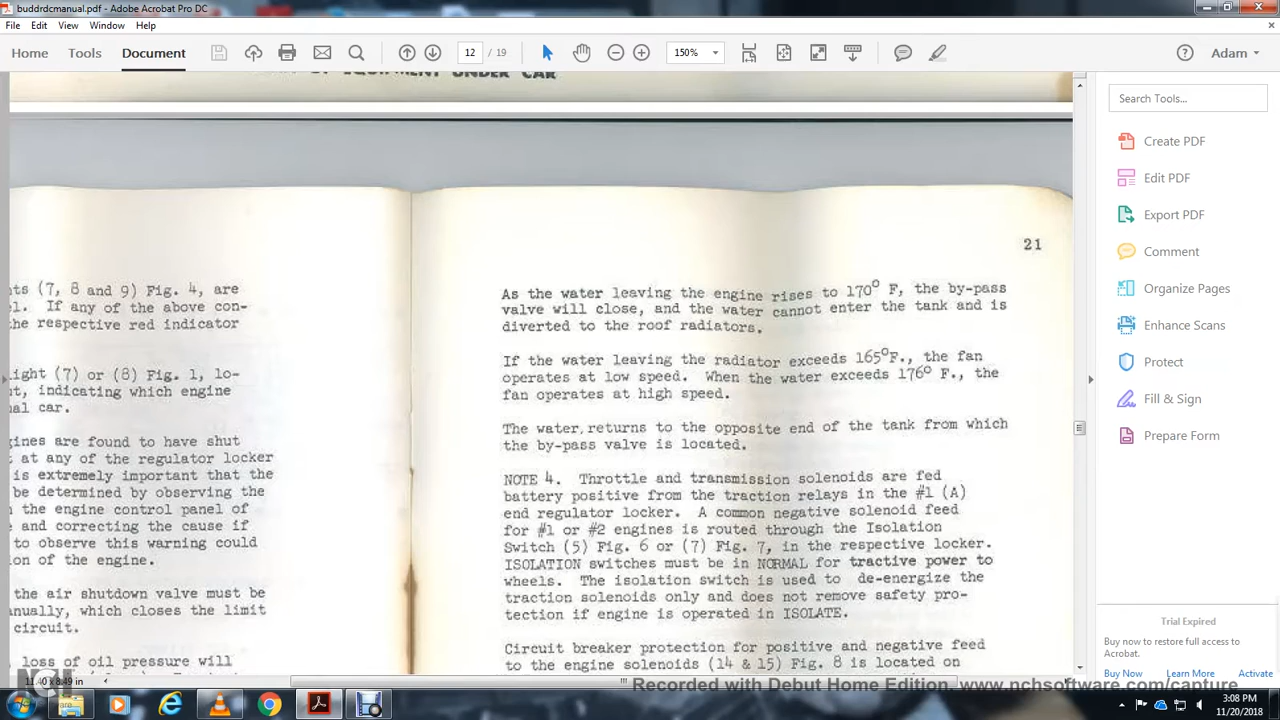 buddrdcmanual.pdf - Adobe Acrobat Pro DC
File Edit View Window Help
Home Tools Document 12 / 19 150% Adam
EQUIPMENT UNDER CAR
21
nts (7, 8 and 9) Fig. 4, are
el. If any of the above con-
the respective red indicator
light (7) or (8) Fig. 1, lo-
nt, indicating which engine
al car.
gines are found to have shut
t at any of the regulator locker
is extremely important that the
be determined by observing the
n the engine control panel of
e and correcting the cause if
to observe this warning could
ion of the engine.
the air shutdown valve must be
anually, which closes the limit
circuit.
loss of oil pressure will
As the water leaving the engine rises to 170° F, the by-pass
valve will close, and the water cannot enter the tank and is
diverted to the roof radiators.
If the water leaving the radiator exceeds 165°F., the fan
operates at low speed. When the water exceeds 176° F., the
fan operates at high speed.
The water returns to the opposite end of the tank from which
the by-pass valve is located.
NOTE 4. Throttle and transmission solenoids are fed
battery positive from the traction relays in the #1 (A)
end regulator locker. A common negative solenoid feed
for #1 or #2 engines is routed through the Isolation
Switch (5) Fig. 6 or (7) Fig. 7, in the respective locker.
ISOLATION switches must be in NORMAL for tractive power to
wheels. The isolation switch is used to de-energize the
traction solenoids only and does not remove safety pro-
tection if engine is operated in ISOLATE.
Circuit breaker protection for positive and negative feed
to the engine solenoids (14 & 15) Fig. 8 is located on
Search Tools...
Create PDF
Edit PDF
Export PDF
Comment
Organize Pages
Enhance Scans
Protect
Fill & Sign
Prepare Form
Trial Expired
Buy now to restore full access to
Acrobat.
Buy Now Learn More Activate
11.40 x 8.49 in
Recorded with Debut Home Edition. www.nchsoftware.com/capture
3:08 PM
11/20/2018